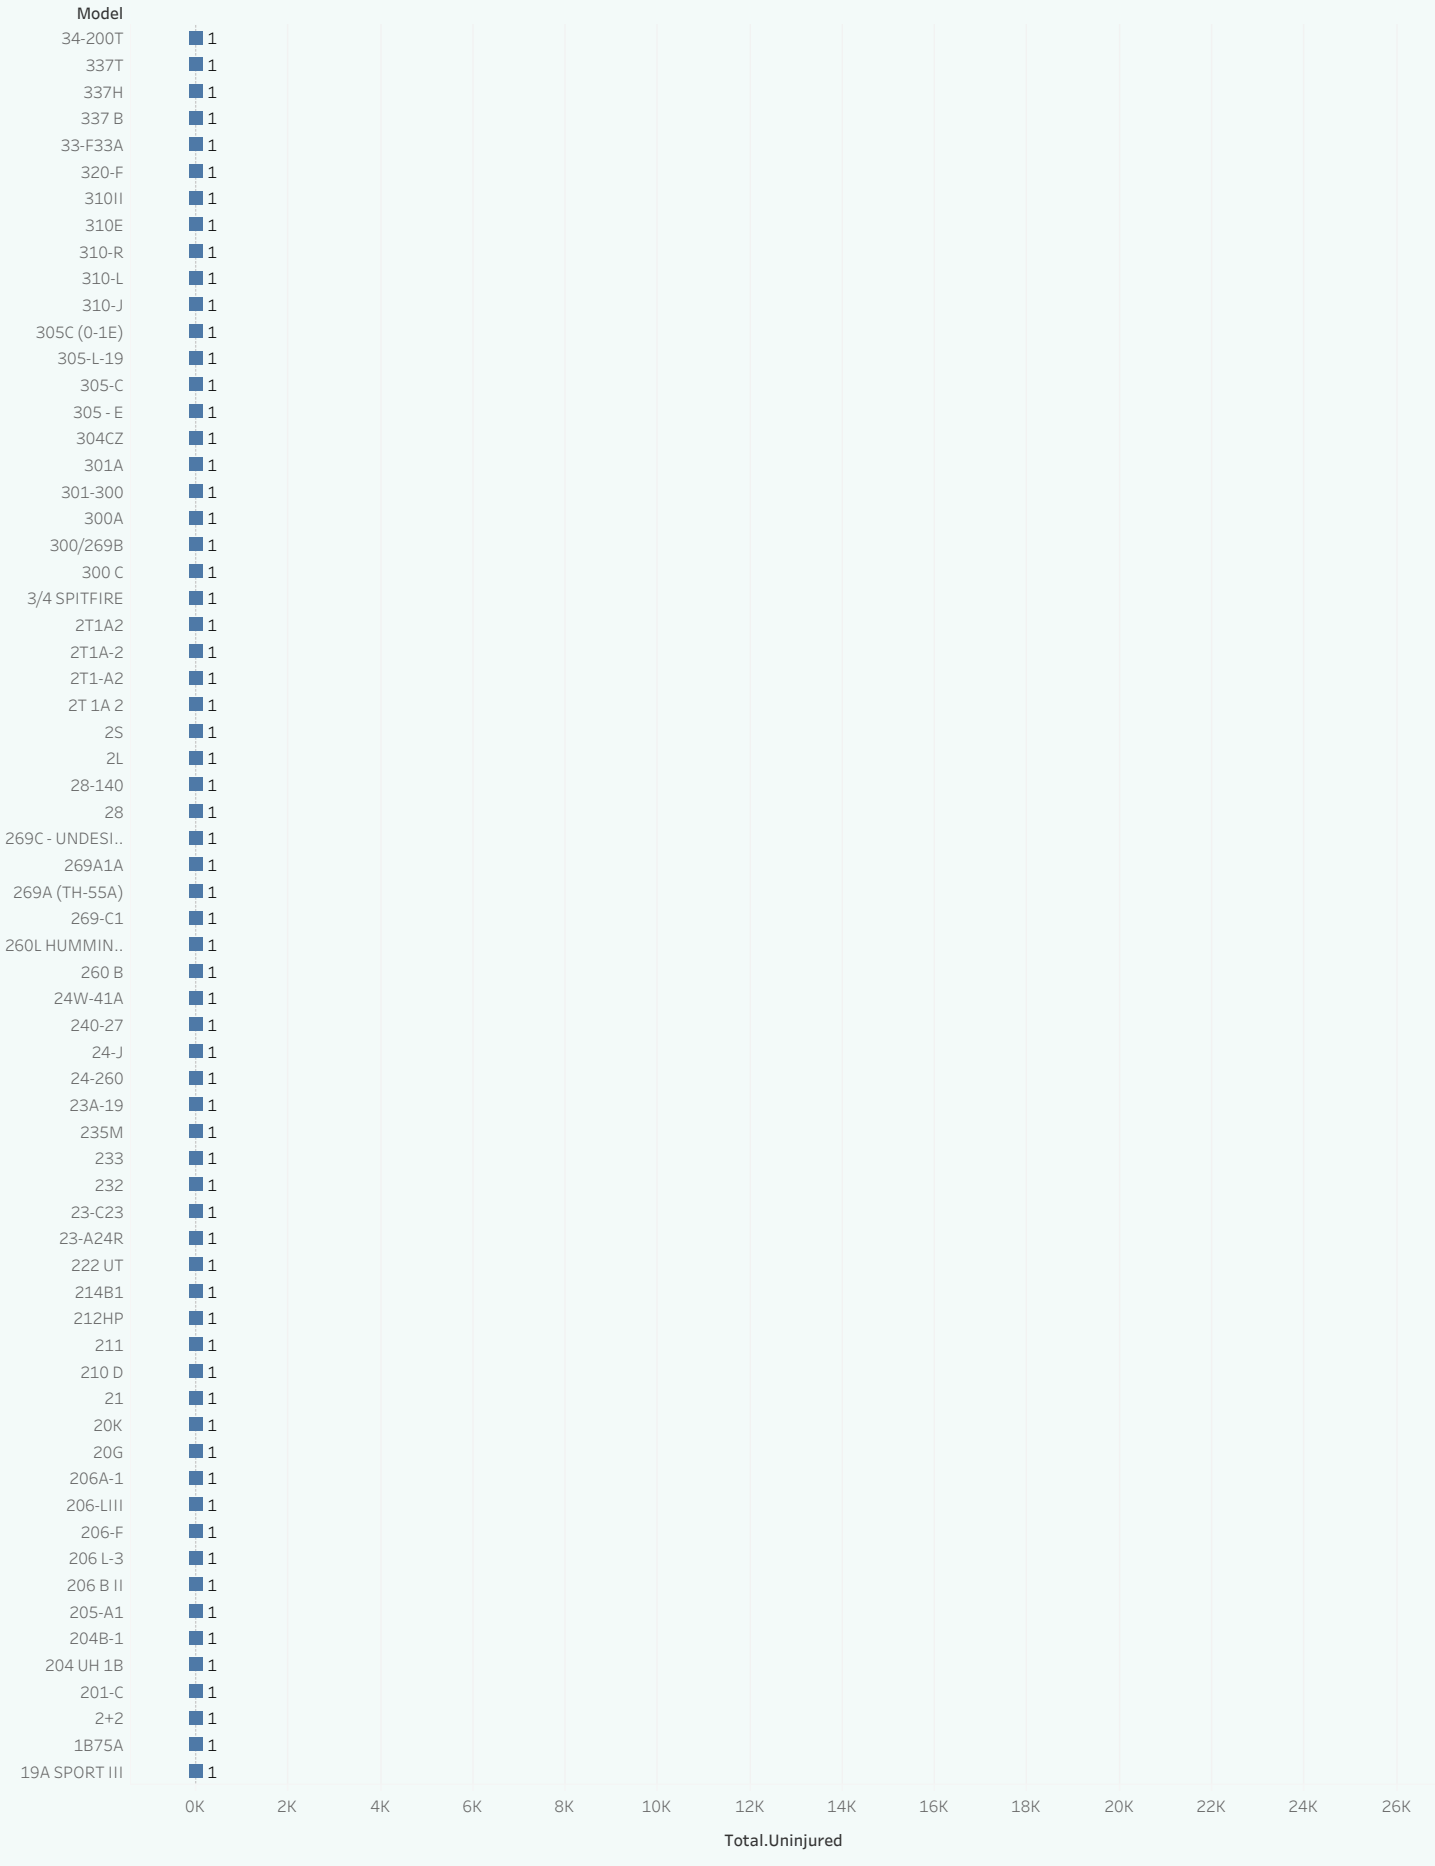 Model
34-200T 1
337T 1
337H 1
337 B 1
33-F33A 1
320-F 1
310II 1
310E 1
310-R 1
310-L 1
310-J 1
305C (0-1E) 1
305-L-19 1
305-C 1
305 - E 1
304CZ 1
301A 1
301-300 1
300A 1
300/269B 1
300 C 1
3/4 SPITFIRE 1
2T1A2 1
2T1A-2 1
2T1-A2 1
2T 1A 2 1
2S 1
2L 1
28-140 1
28 1
269C - UNDESI.. 1
269A1A 1
269A (TH-55A) 1
269-C1 1
260L HUMMIN.. 1
260 B 1
24W-41A 1
240-27 1
24-J 1
24-260 1
23A-19 1
235M 1
233 1
232 1
23-C23 1
23-A24R 1
222 UT 1
214B1 1
212HP 1
211 1
210 D 1
21 1
20K 1
20G 1
206A-1 1
206-LIII 1
206-F 1
206 L-3 1
206 B II 1
205-A1 1
204B-1 1
204 UH 1B 1
201-C 1
2+2 1
1B75A 1
19A SPORT III 1
0K 2K 4K 6K 8K 10K 12K 14K 16K 18K 20K 22K 24K 26K
Total.Uninjured